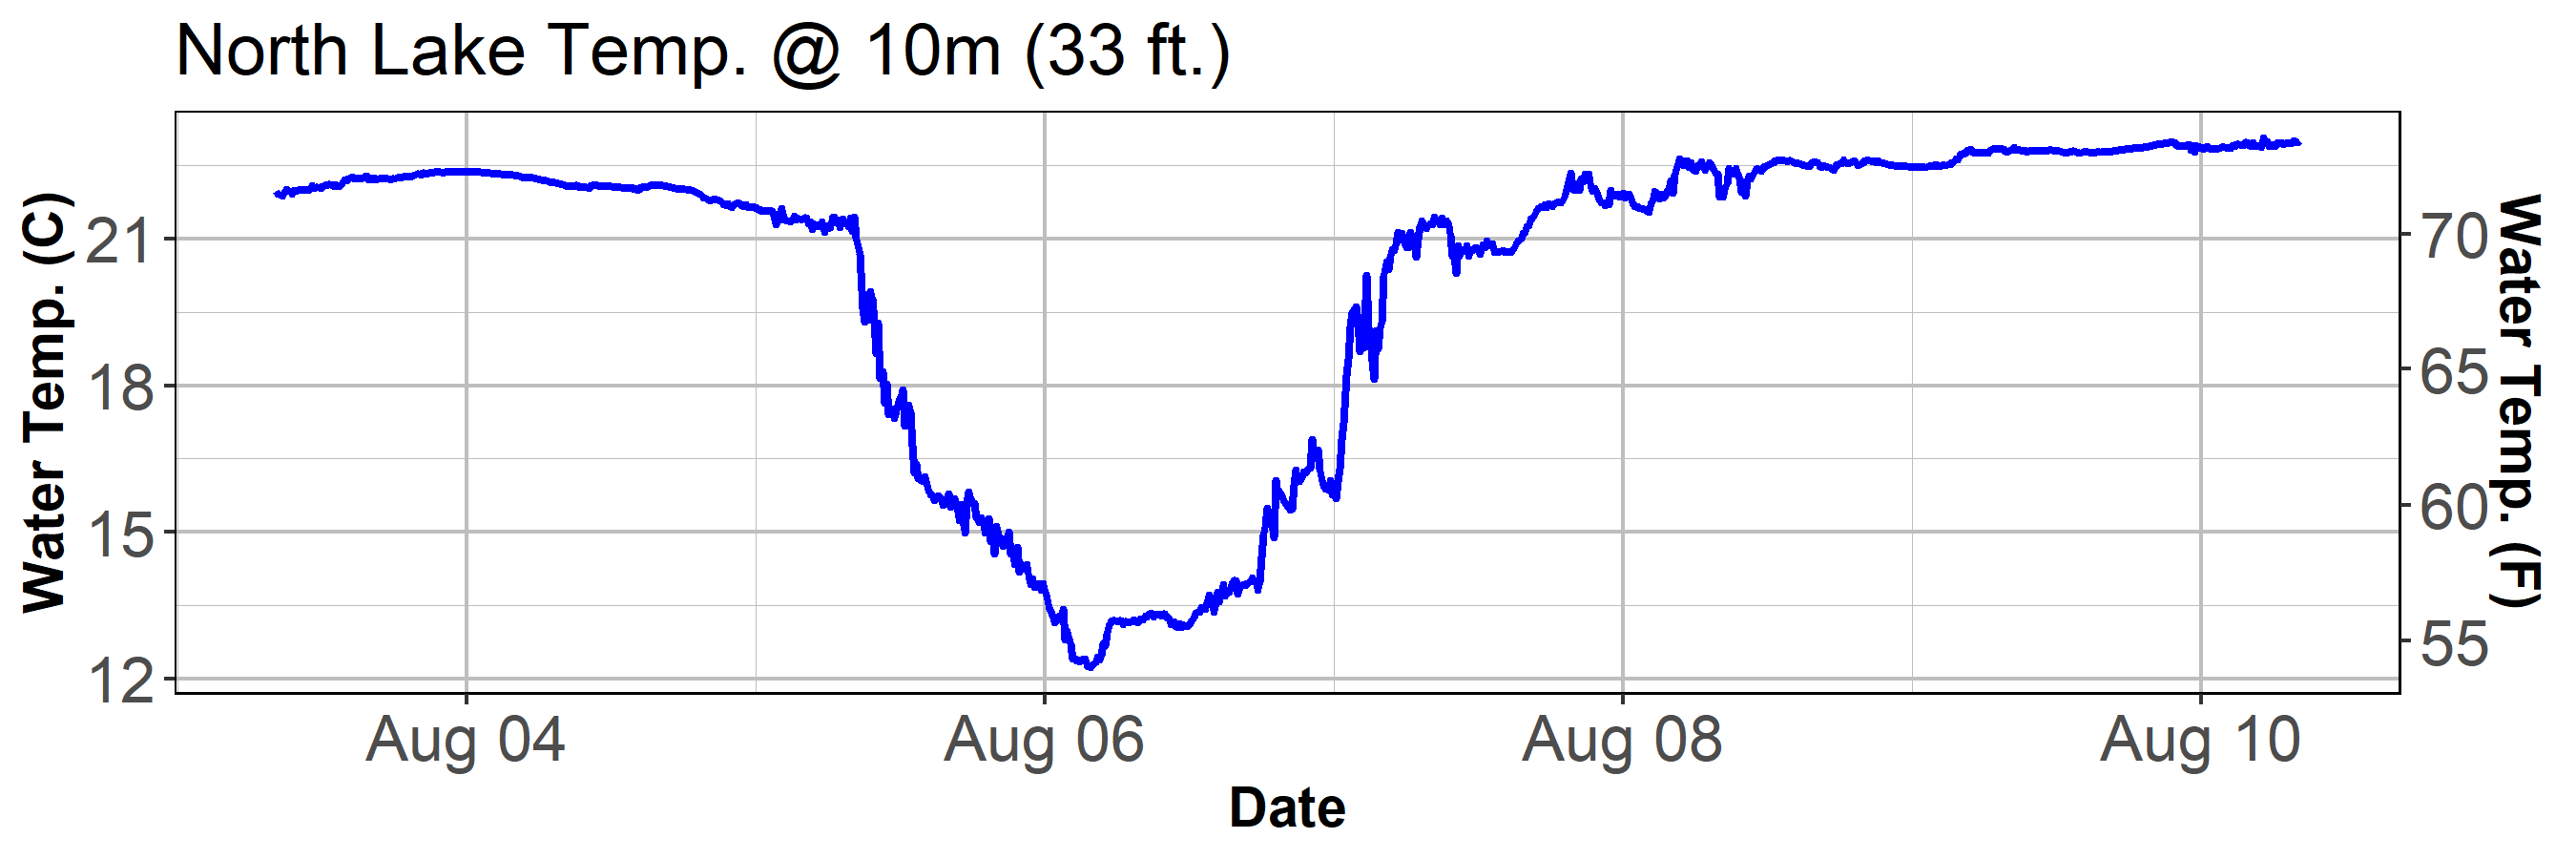 North Lake Temp. @ 10m (33 ft.)
Water Temp. (C)
21
18
15
12
70
65
60
55
Water Temp. (F)
Aug 04
Aug 06
Aug 08
Aug 10
Date